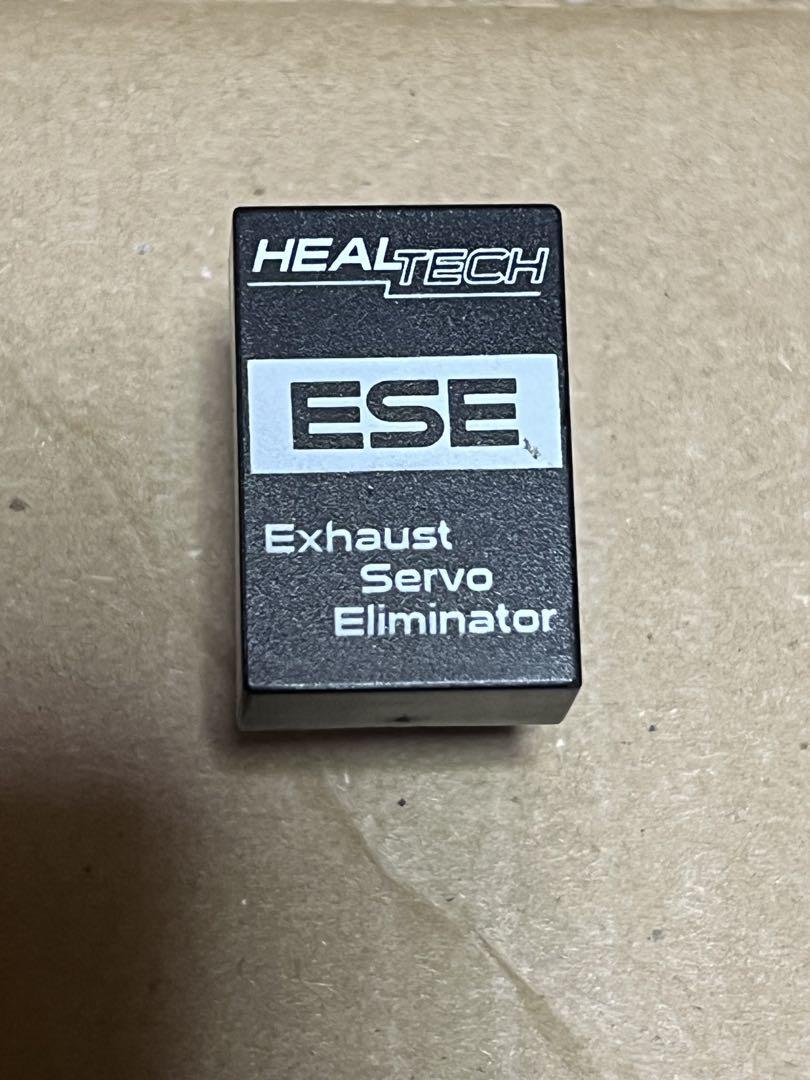 HEALTECH
ESE
Exhaust
Servo
Eliminator